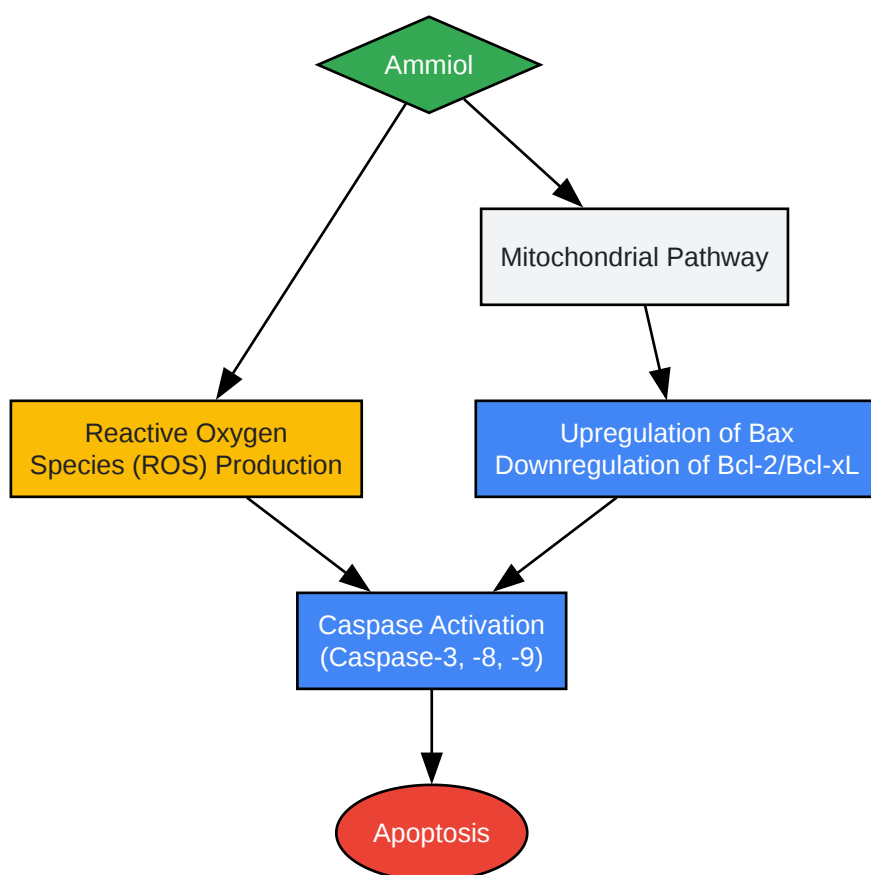 Ammiol
Mitochondrial Pathway
Reactive Oxygen
Species (ROS) Production
Upregulation of Bax
Downregulation of Bcl-2/Bcl-xL
Caspase Activation
(Caspase-3, -8, -9)
Apoptosis